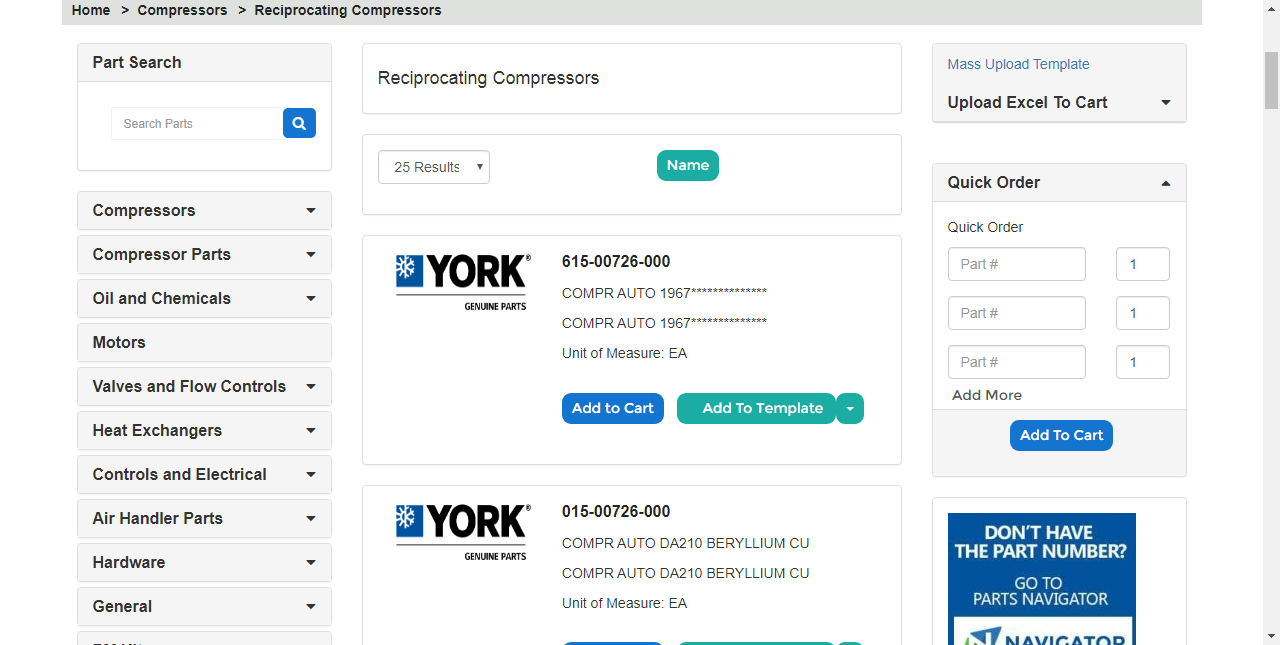 Home > Compressors > Reciprocating Compressors
Part Search
Search Parts
Compressors
Compressor Parts
Oil and Chemicals
Motors
Valves and Flow Controls
Heat Exchangers
Controls and Electrical
Air Handler Parts
Hardware
General
Reciprocating Compressors
25 Results
Name
YORK®
GENUINE PARTS
615-00726-000
COMPR AUTO 1967**************
COMPR AUTO 1967**************
Unit of Measure: EA
Add to Cart
Add To Template
YORK®
GENUINE PARTS
015-00726-000
COMPR AUTO DA210 BERYLLIUM CU
COMPR AUTO DA210 BERYLLIUM CU
Unit of Measure: EA
Mass Upload Template
Upload Excel To Cart
Quick Order
Quick Order
Part # 1
Part # 1
Part # 1
Add More
Add To Cart
DON'T HAVE
THE PART NUMBER?
GO TO
PARTS NAVIGATOR
NAVIGATOR